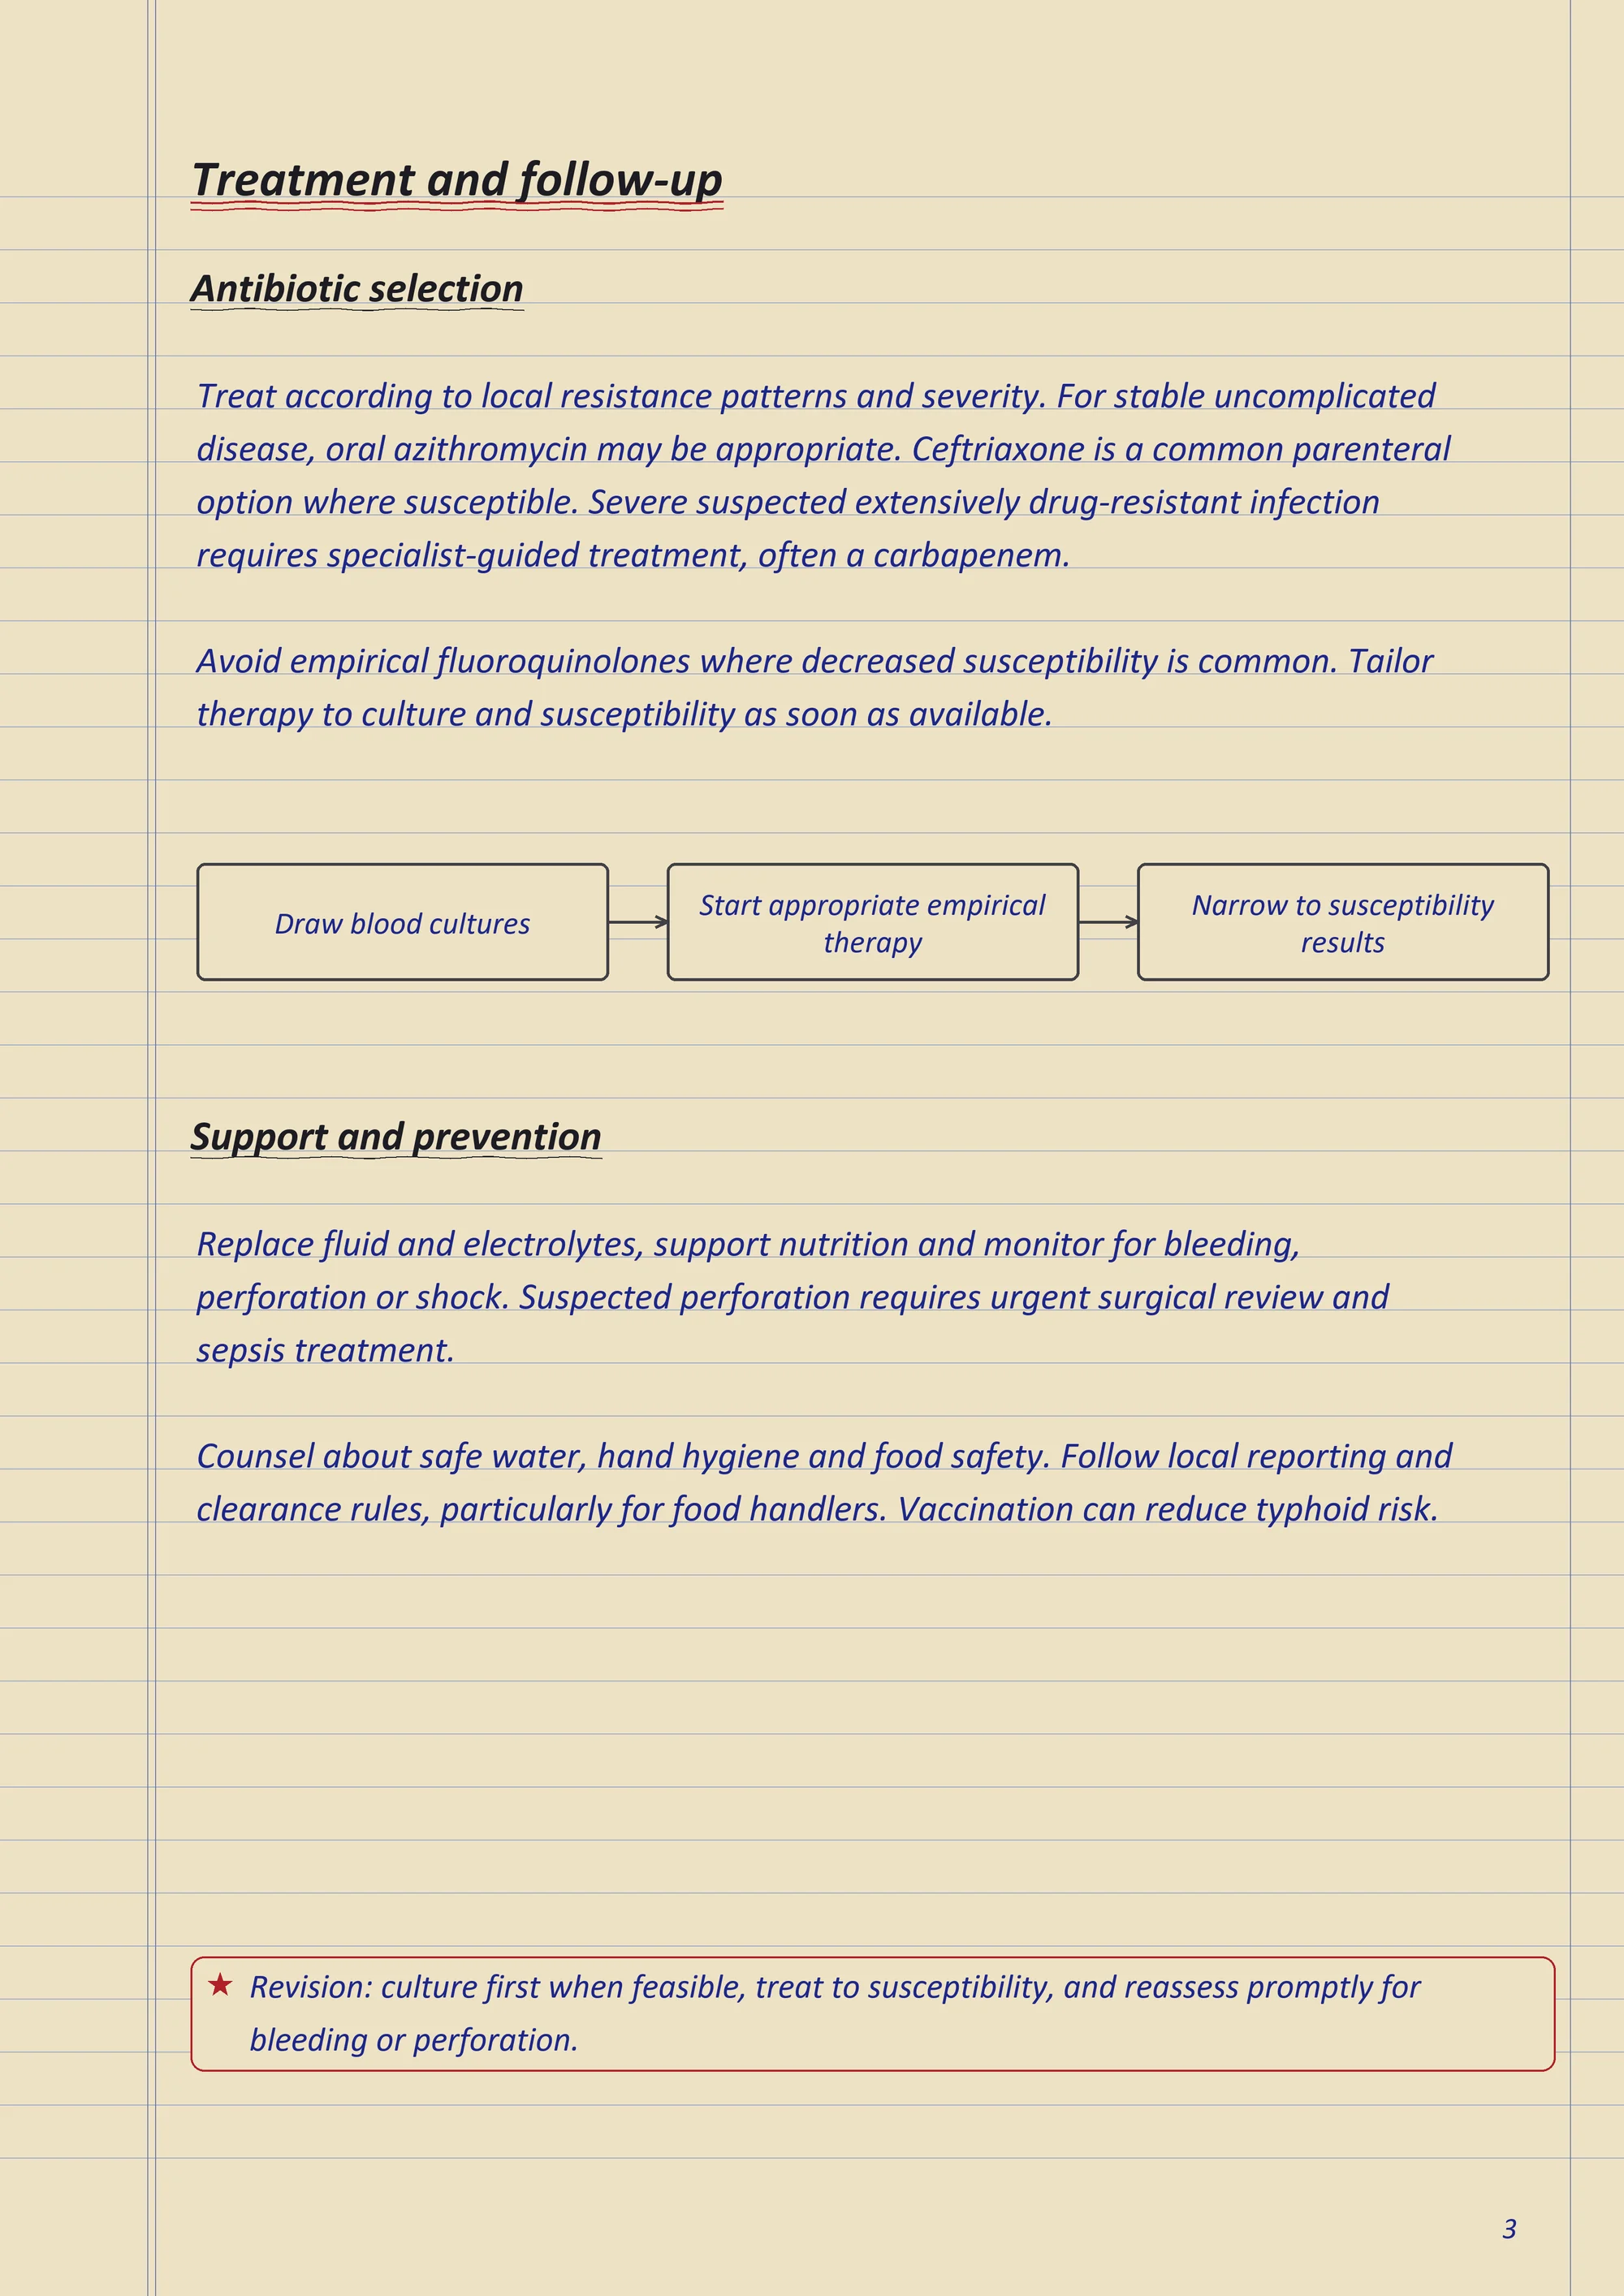 Treatment and follow-up
Antibiotic selection
Treat according to local resistance patterns and severity. For stable uncomplicated
disease, oral azithromycin may be appropriate. Ceftriaxone is a common parenteral
option where susceptible. Severe suspected extensively drug-resistant infection
requires specialist-guided treatment, often a carbapenem.
Avoid empirical fluoroquinolones where decreased susceptibility is common. Tailor
therapy to culture and susceptibility as soon as available.
Draw blood cultures
Start appropriate empirical
therapy
Narrow to susceptibility
results
Support and prevention
Replace fluid and electrolytes, support nutrition and monitor for bleeding,
perforation or shock. Suspected perforation requires urgent surgical review and
sepsis treatment.
Counsel about safe water, hand hygiene and food safety. Follow local reporting and
clearance rules, particularly for food handlers. Vaccination can reduce typhoid risk.
★ Revision: culture first when feasible, treat to susceptibility, and reassess promptly for
bleeding or perforation.
3